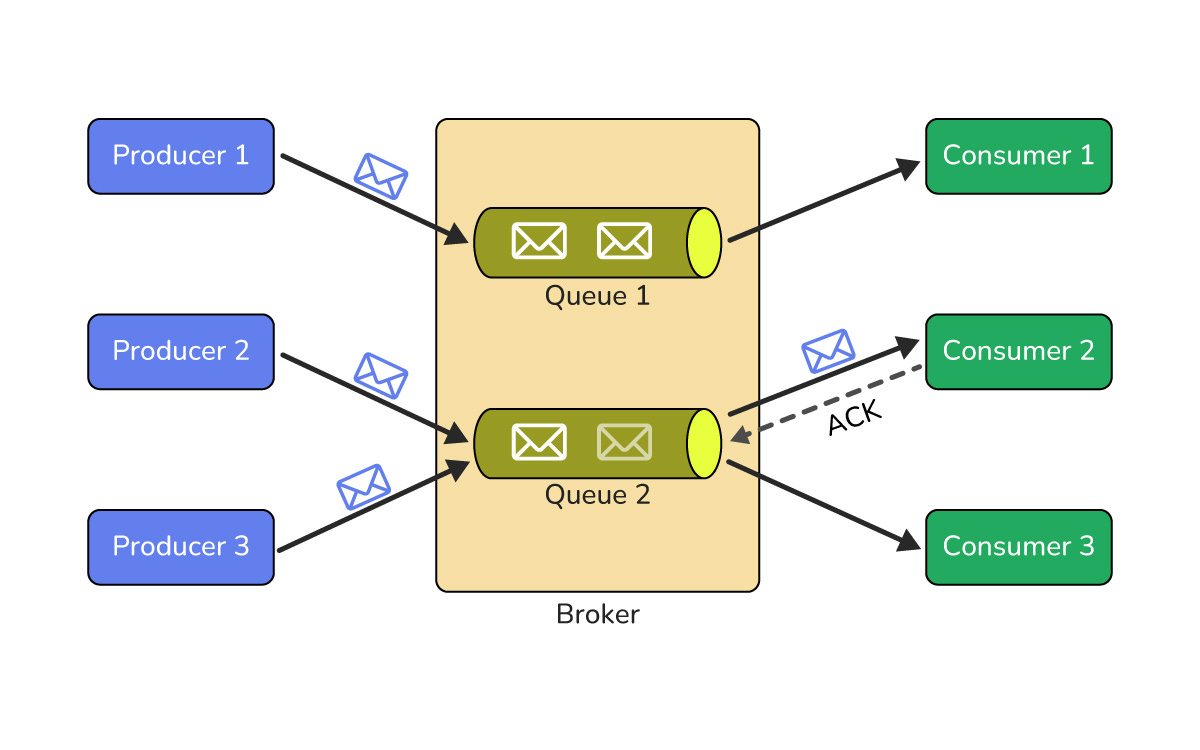 Producer 1
Consumer 1
Queue 1
Producer 2
Consumer 2
ACK
Queue 2
Producer 3
Consumer 3
Broker